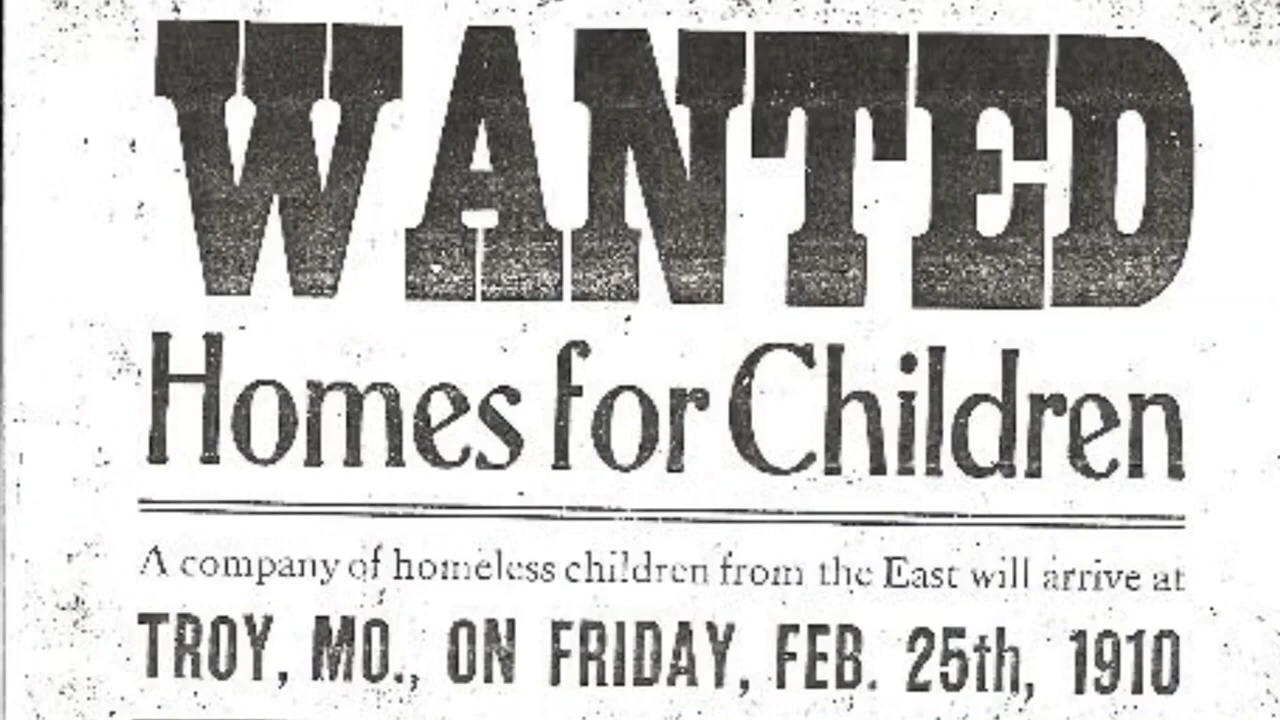 WANTED
Homes for Children
A company of homeless children from the East will arrive at
TROY, MO., ON FRIDAY, FEB. 25th, 1910